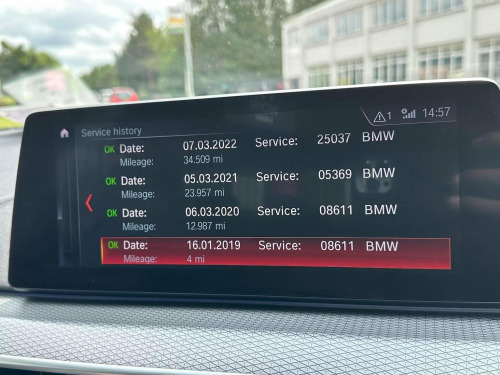 1 14:57
Service history
OK Date: 07.03.2022 Service: 25037 BMW
Mileage: 34.509 mi
OK Date: 05.03.2021 Service: 05369 BMW
Mileage: 23.957 mi
OK Date: 06.03.2020 Service: 08611 BMW
Mileage: 12.987 mi
OK Date: 16.01.2019 Service: 08611 BMW
Mileage: 4 mi